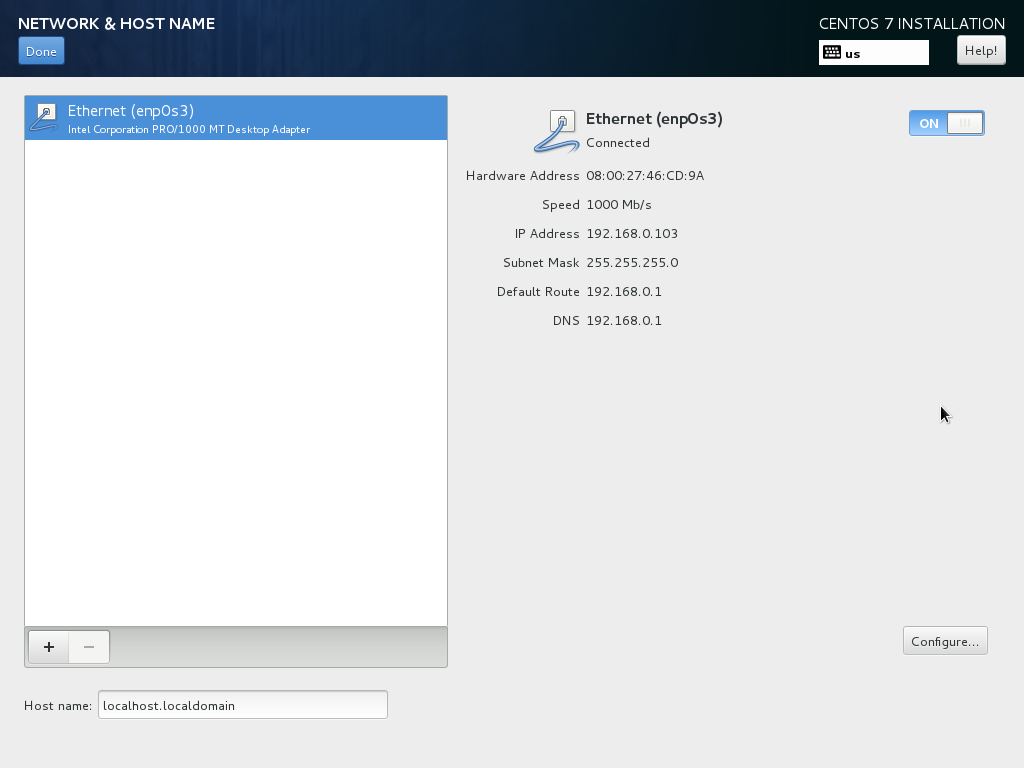 NETWORK & HOST NAME
CENTOS 7 INSTALLATION
Done
us
Help!
Ethernet (enp0s3)
Intel Corporation PRO/1000 MT Desktop Adapter
Ethernet (enp0s3)
Connected
ON
Hardware Address 08:00:27:46:CD:9A
Speed 1000 Mb/s
IP Address 192.168.0.103
Subnet Mask 255.255.255.0
Default Route 192.168.0.1
DNS 192.168.0.1
+ −
Configure...
Host name: localhost.localdomain